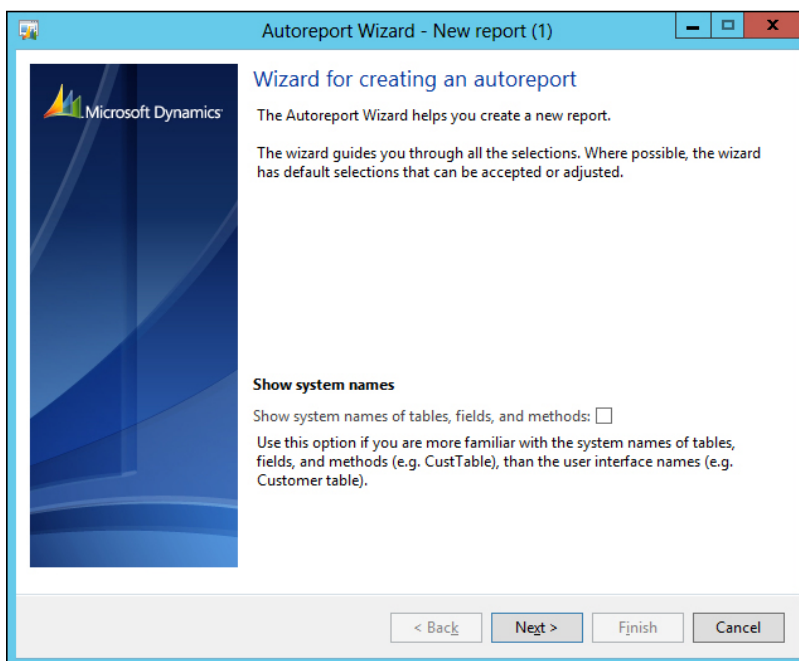 Autoreport Wizard - New report (1)
Microsoft Dynamics
Wizard for creating an autoreport
The Autoreport Wizard helps you create a new report.
The wizard guides you through all the selections. Where possible, the wizard
has default selections that can be accepted or adjusted.
Show system names
Show system names of tables, fields, and methods:
Use this option if you are more familiar with the system names of tables,
fields, and methods (e.g. CustTable), than the user interface names (e.g.
Customer table).
< Back
Next >
Finish
Cancel